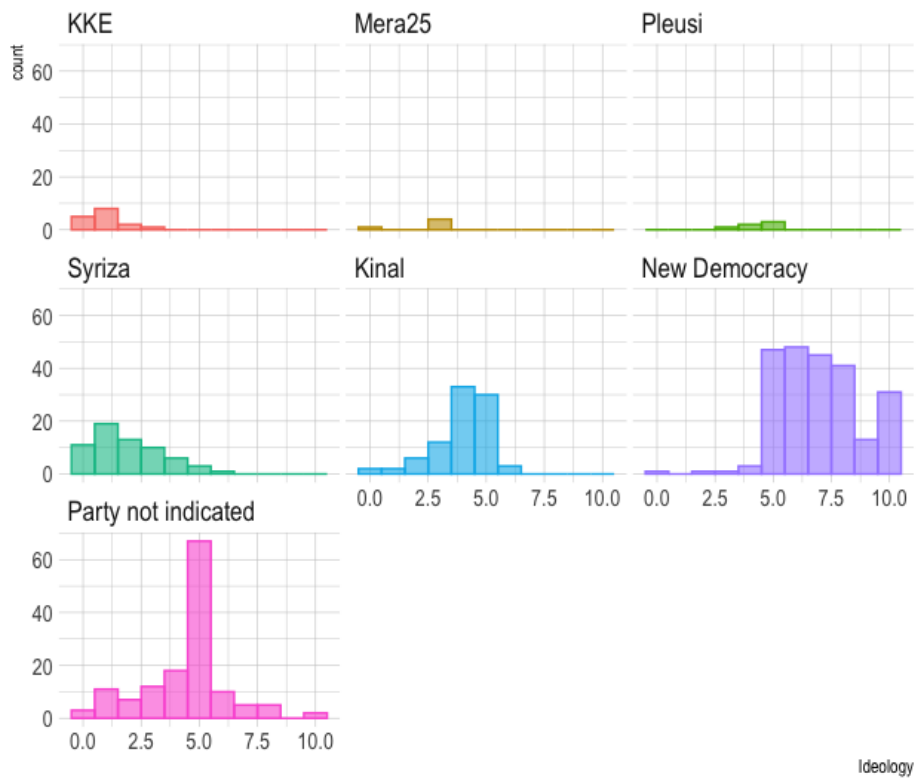 KKE Mera25 Pleusi
count
60
40
20
0
Syriza Kinal New Democracy
60
40
20
0
0.0 2.5 5.0 7.5 10.0 0.0 2.5 5.0 7.5 10.0
Party not indicated
60
40
20
0
0.0 2.5 5.0 7.5 10.0
Ideology